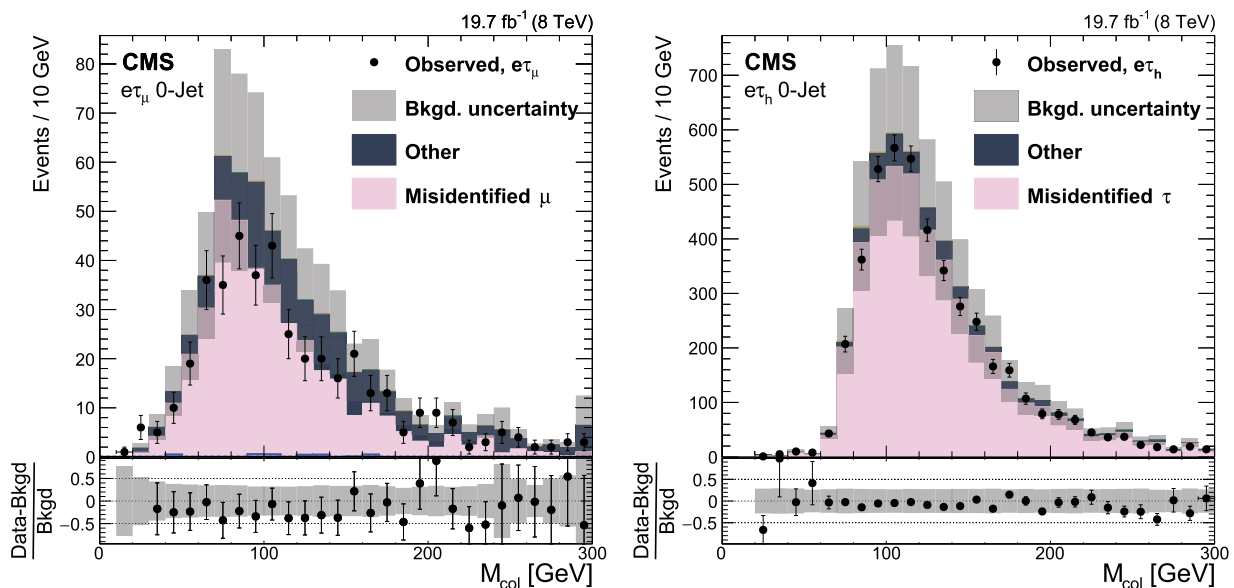 19.7 fb⁻¹ (8 TeV)
CMS
eτμ 0-Jet
Observed, eτμ
Bkgd. uncertainty
Other
Misidentified μ
Events / 10 GeV
80
70
60
50
40
30
20
10
0
Data-Bkgd
Bkgd
0.5
0
−0.5
0 100 200 300
M_col [GeV]
19.7 fb⁻¹ (8 TeV)
CMS
eτ_h 0-Jet
Observed, eτ_h
Bkgd. uncertainty
Other
Misidentified τ
Events / 10 GeV
700
600
500
400
300
200
100
0
Data-Bkgd
Bkgd
0.5
0
−0.5
0 100 200 300
M_col [GeV]